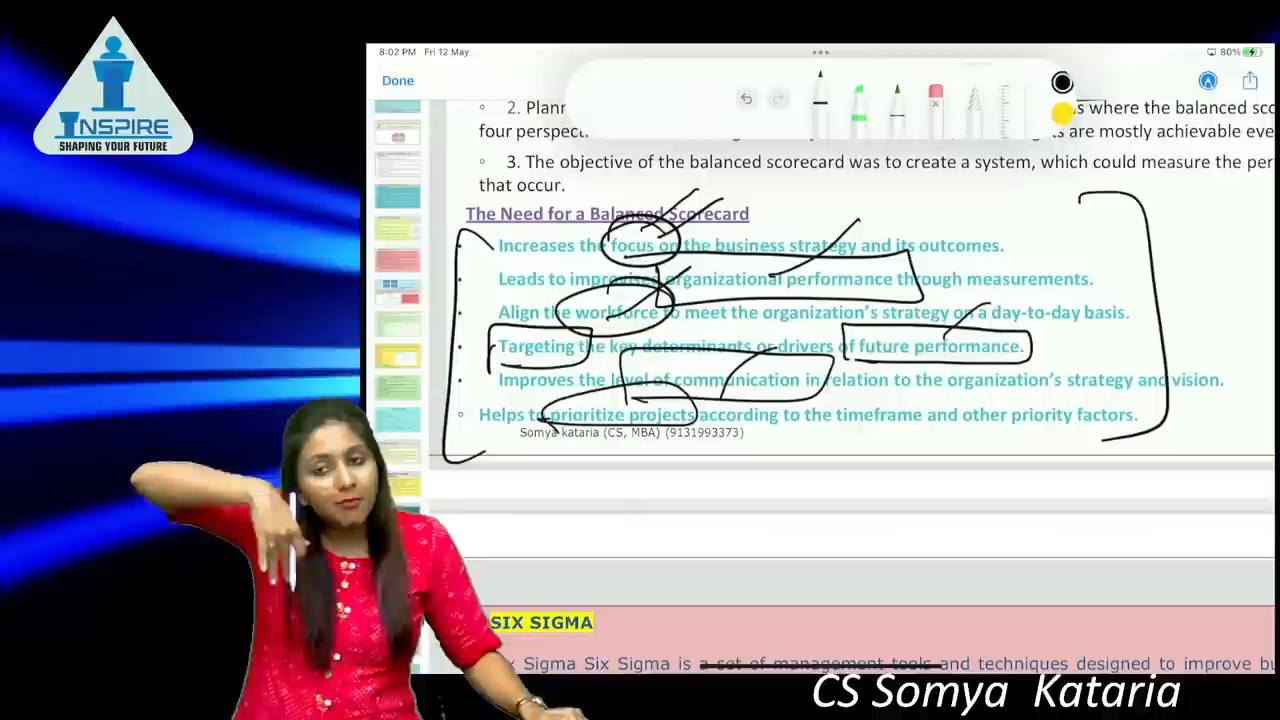 INSPIRE
SHAPING YOUR FUTURE
8:02 PM Fri 12 May
80%
Done
2. Plann s where the balanced sco
four perspect are mostly achievable eve
3. The objective of the balanced scorecard was to create a system, which could measure the per
that occur.
The Need for a Balanced Scorecard
Increases the focus on the business strategy and its outcomes.
Leads to improvised organizational performance through measurements.
Align the workforce to meet the organization's strategy on a day-to-day basis.
Targeting the key determinants or drivers of future performance.
Improves the level of communication in relation to the organization's strategy and vision.
Helps to prioritize projects according to the timeframe and other priority factors.
Somya kataria (CS, MBA) (9131993373)
SIX SIGMA
x Sigma Six Sigma is a set of management tools and techniques designed to improve bu
CS Somya Kataria